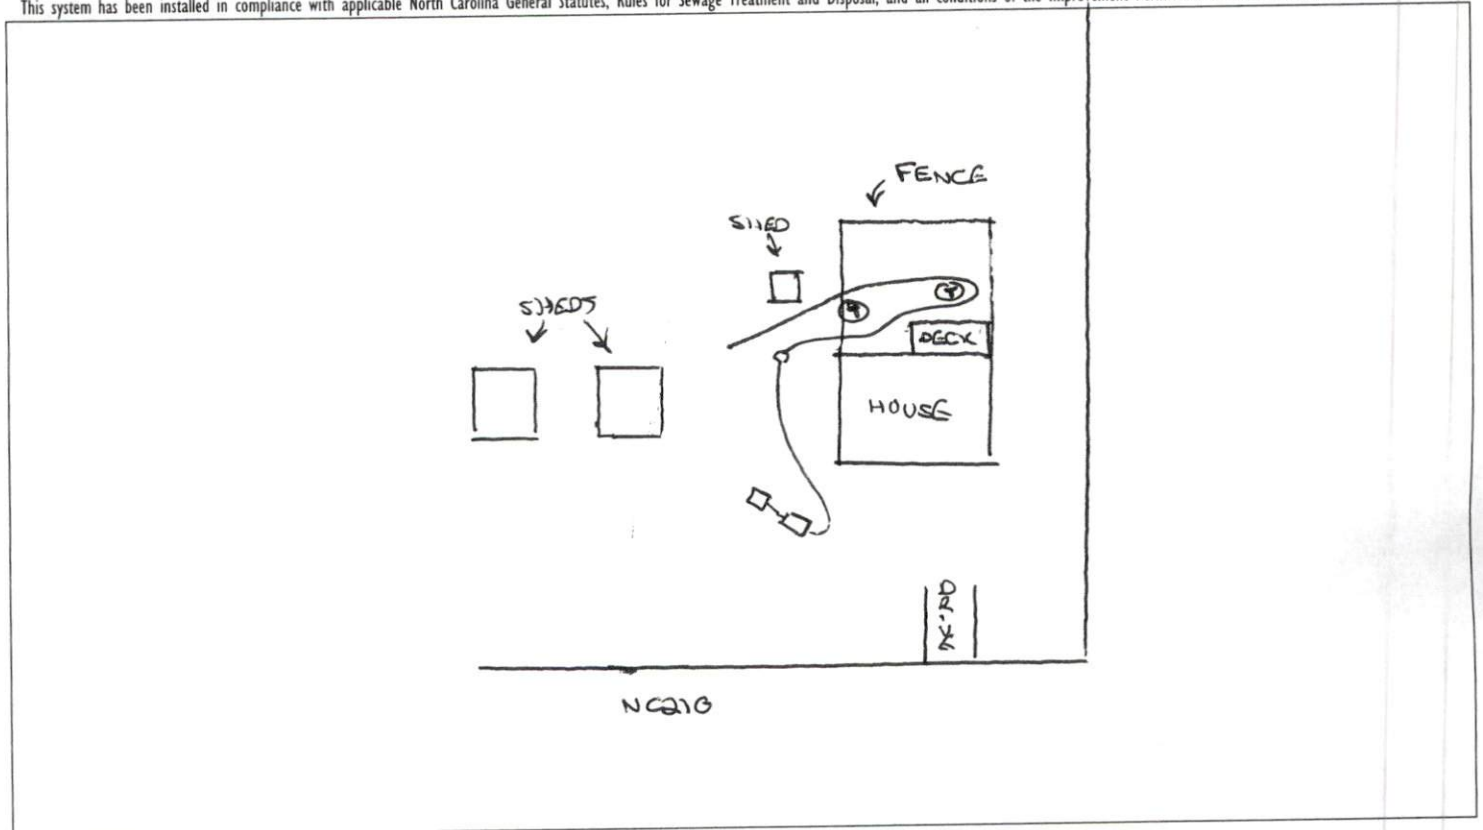 This system has been installed in compliance with applicable North Carolina General Statutes, Rules for Sewage Treatment and Disposal, and all conditions of the Improvement
FENCE
SHED
SHEDS
DECK
HOUSE
DRIVE
NC210